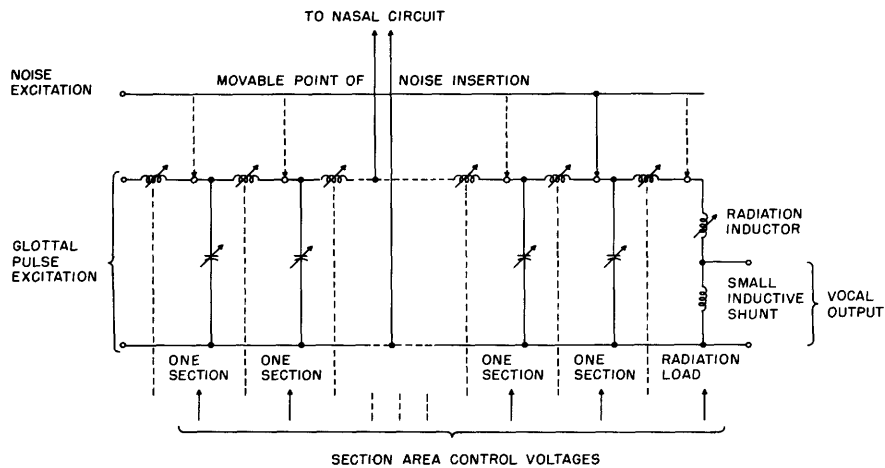 TO NASAL CIRCUIT
NOISE
EXCITATION
MOVABLE POINT OF NOISE INSERTION
GLOTTAL
PULSE
EXCITATION
RADIATION
INDUCTOR
SMALL
INDUCTIVE
SHUNT
VOCAL
OUTPUT
ONE
SECTION
ONE
SECTION
ONE
SECTION
ONE
SECTION
RADIATION
LOAD
SECTION AREA CONTROL VOLTAGES